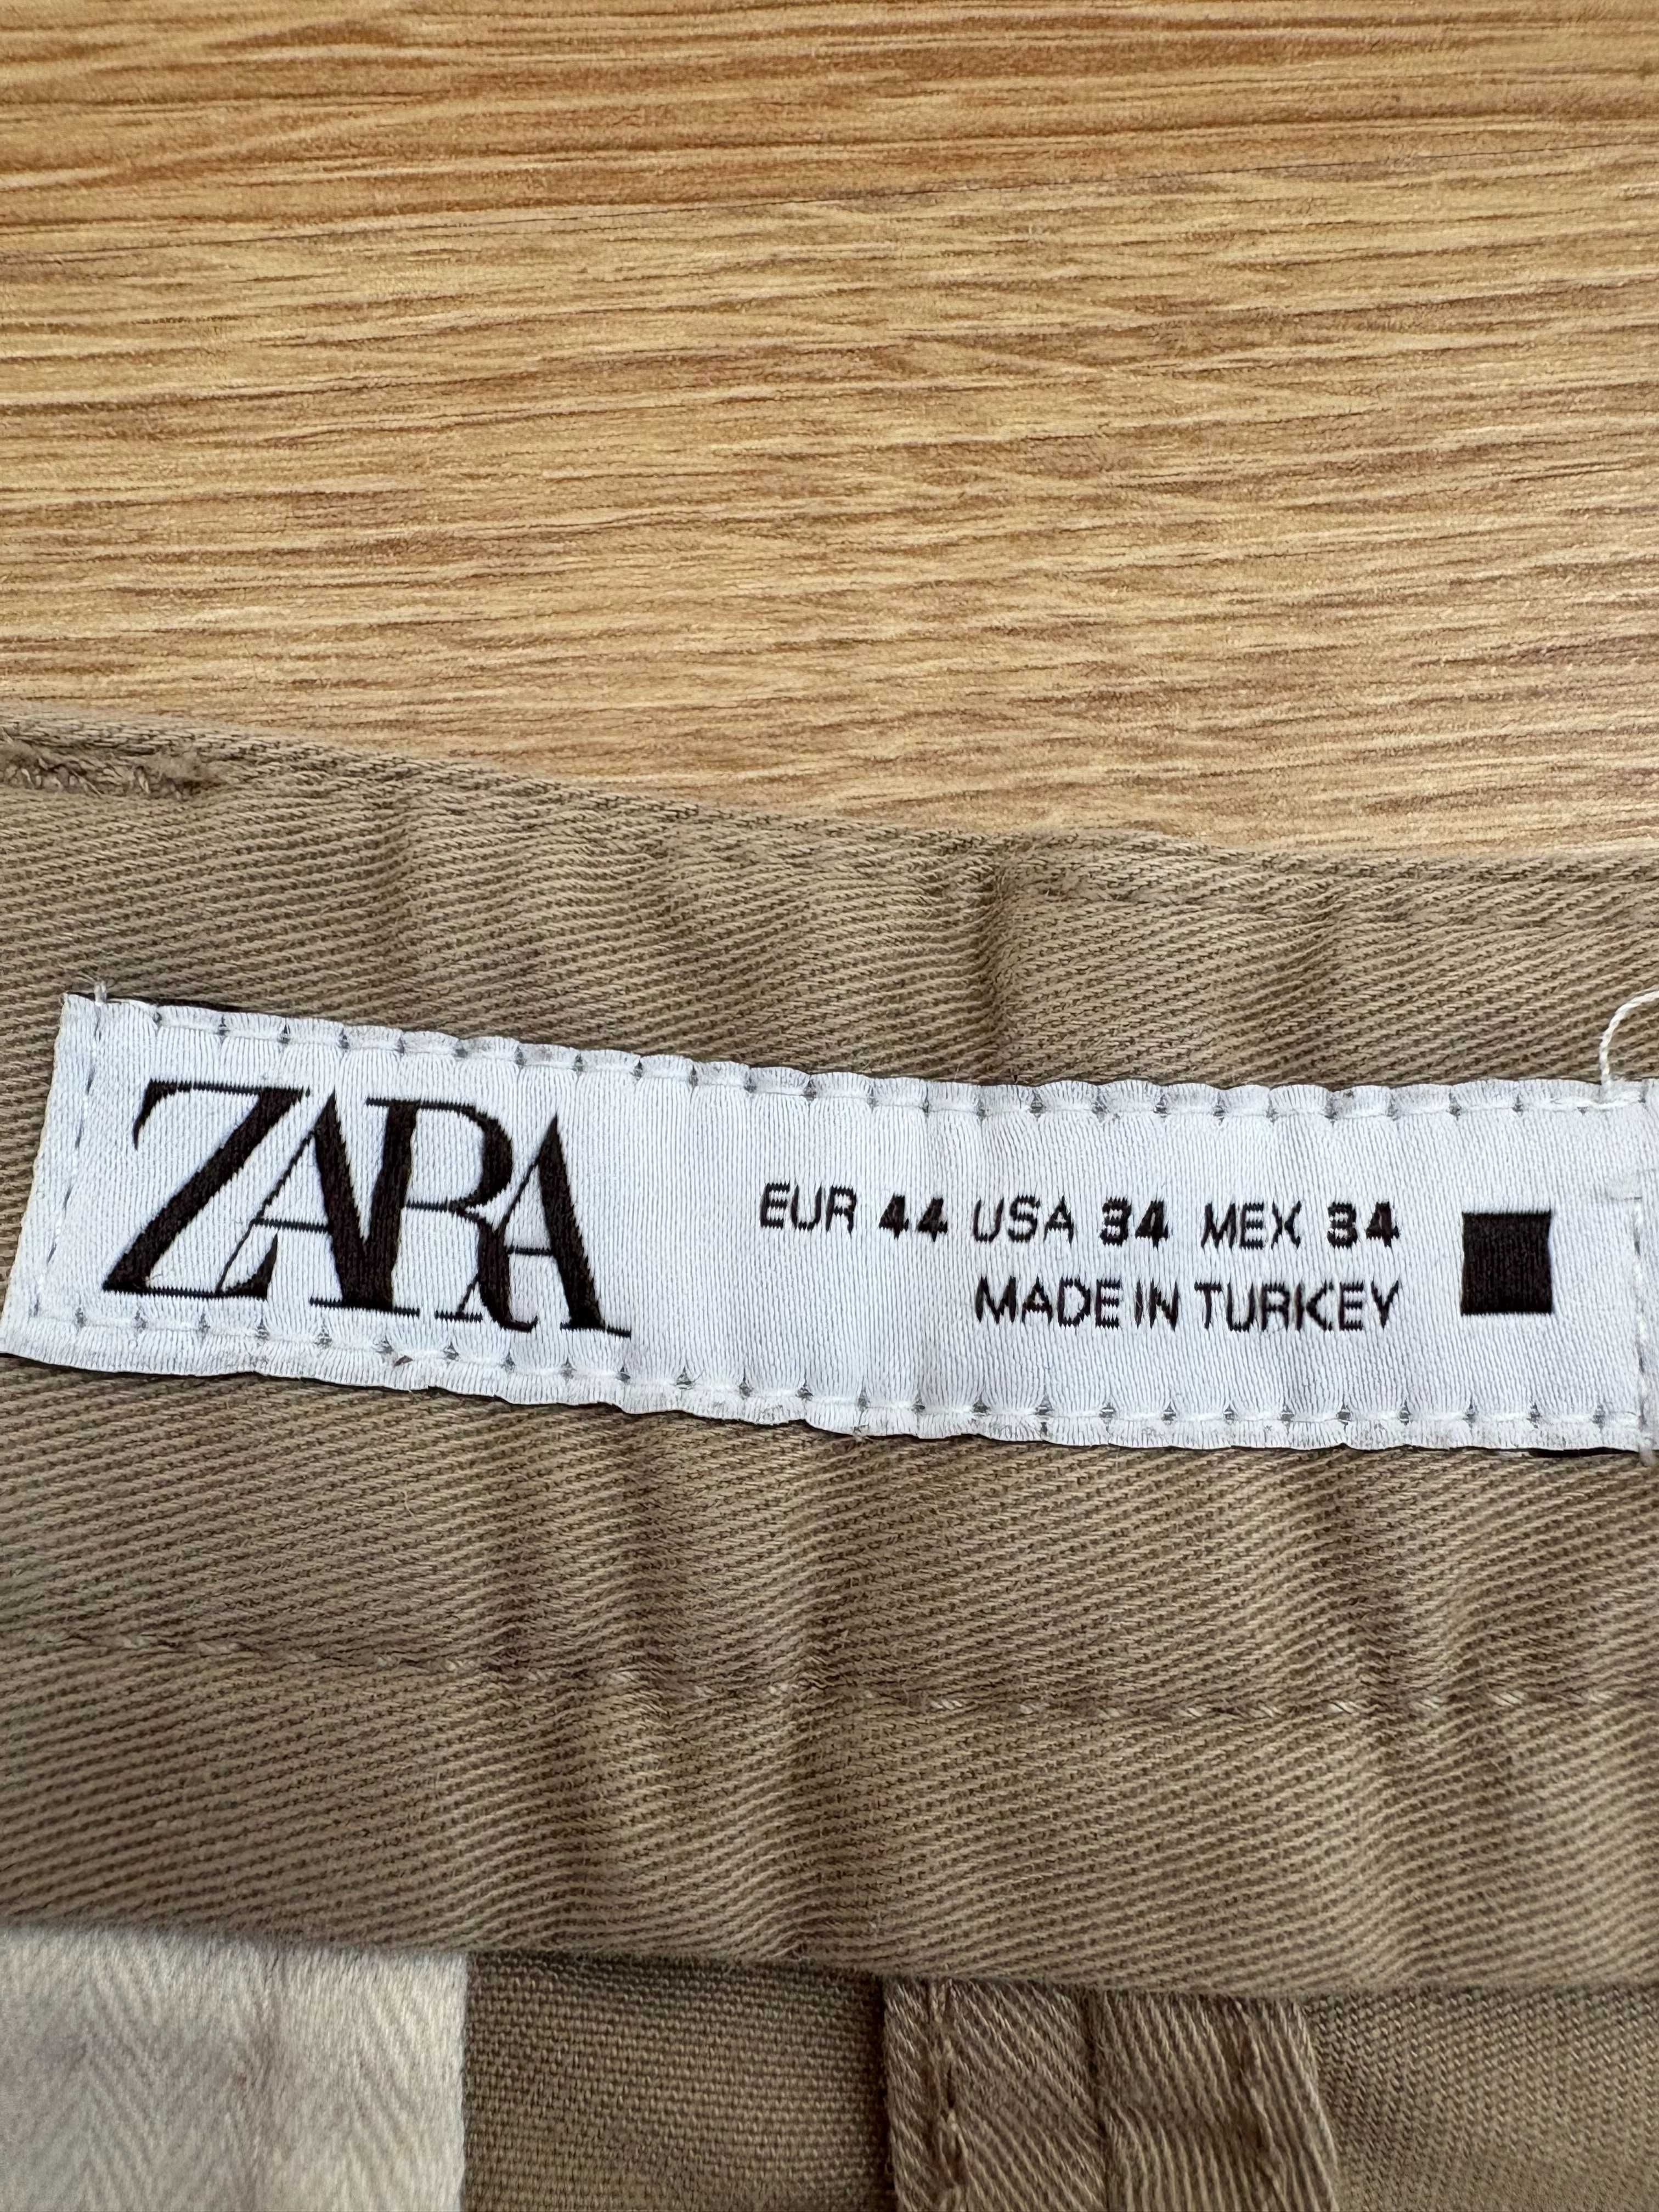 ZARA
EUR 44 USA 34 MEX 34
MADE IN TURKEY